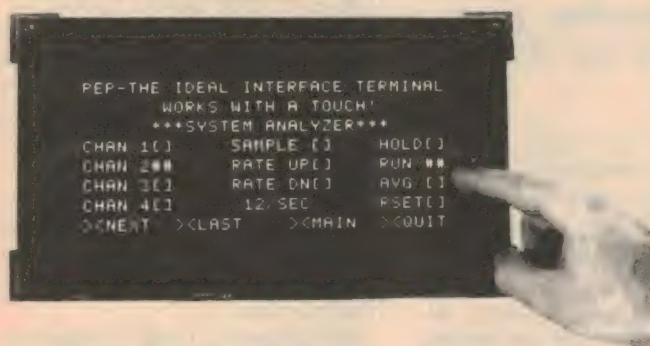 PEP-THE IDEAL INTERFACE TERMINAL
WORKS WITH A TOUCH!
***SYSTEM ANALYZER***
CHAN 1[] SAMPLE [] HOLD[]
CHAN 2## RATE UP[] RUN ##
CHAN 3[] RATE DN[] AVG []
CHAN 4[] 12/SEC RSET[]
><NEXT ><LAST ><MAIN ><QUIT